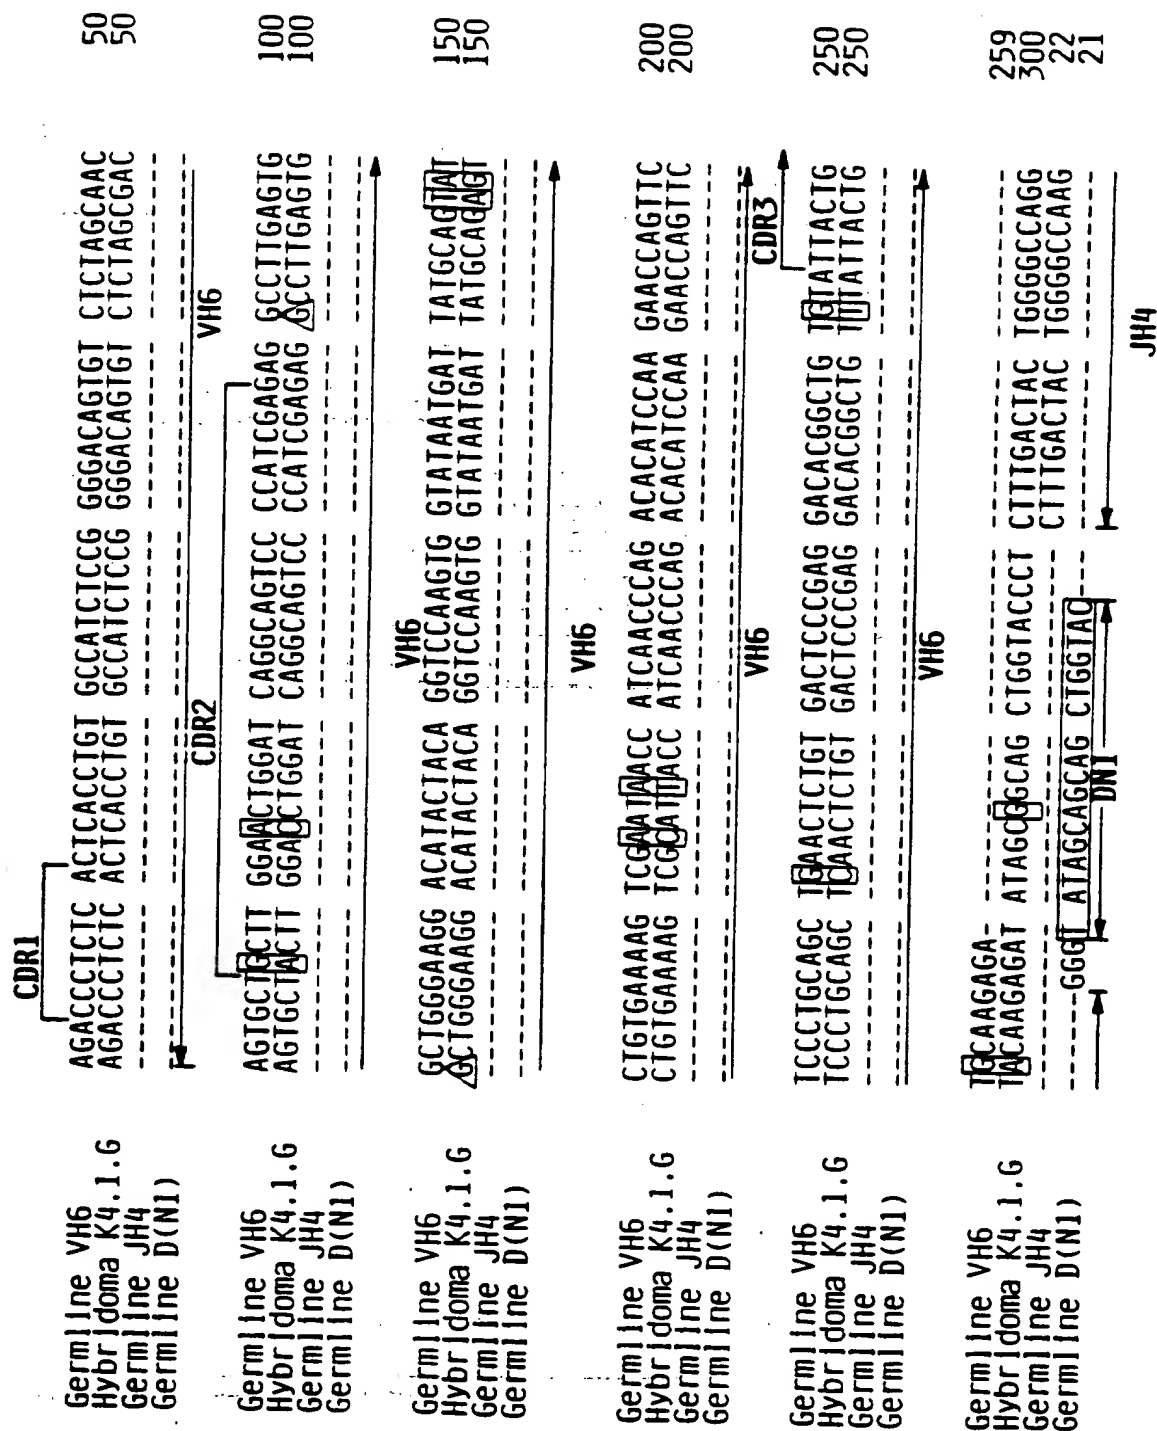 CDR1
Germline VH6 AGACCCTCTC ACTCACCTGT GCCATCTCCG GGGACAGTGT CTCTAGCAAC 50
Hybridoma K4.1.G AGACCCTCTC ACTCACCTGT GCCATCTCCG GGGACAGTGT CTCTAGCGAC 50
Germline JH4 ---------- ---------- ---------- ---------- ----------
Germline D(N1) ---------- ---------- ---------- ---------- ----------
VH6
CDR2
Germline VH6 AGTGCTGCTT GGAACTGGAT CAGGCAGTCC CCATCGAGAG GCCTTGAGTG 100
Hybridoma K4.1.G AGTGCTACTT GGACCTGGAT CAGGCAGTCC CCATCGAGAG GCCTTGAGTG 100
Germline JH4 ---------- ---------- ---------- ---------- ----------
Germline D(N1) ---------- ---------- ---------- ---------- ----------
VH6
Germline VH6 GCTGGGAAGG ACATACTACA GGTCCAAGTG GTATAATGAT TATGCAGTAT 150
Hybridoma K4.1.G GCTGGGAAGG ACATACTACA GGTCCAAGTG GTATAATGAT TATGCAGAGT 150
Germline JH4 ---------- ---------- ---------- ---------- ----------
Germline D(N1) ---------- ---------- ---------- ---------- ----------
VH6
Germline VH6 CTGTGAAAAG TCGAATAACC ATCAACCCAG ACACATCCAA GAACCAGTTC 200
Hybridoma K4.1.G CTGTGAAAAG TCGCATTACC ATCAACCCAG ACACATCCAA GAACCAGTTC 200
Germline JH4 ---------- ---------- ---------- ---------- ----------
Germline D(N1) ---------- ---------- ---------- ---------- ----------
VH6
CDR3
Germline VH6 TCCCTGCAGC TGAACTCTGT GACTCCCGAG GACACGGCTG TGTATTACTG 250
Hybridoma K4.1.G TCCCTGCAGC TCAACTCTGT GACTCCCGAG GACACGGCTG TTTATTACTG 250
Germline JH4 ---------- ---------- ---------- ---------- ----------
Germline D(N1) ---------- ---------- ---------- ---------- ----------
VH6
Germline VH6 TGCAAGAGA- ---------- ---------- ---------- ---------- 259
Hybridoma K4.1.G TACAAGAGAT ATAGCGGCAG CTGGTACCCT CTTTGACTAC TGGGGCCAGG 300
Germline JH4 ---------- ---------- ---------- CTTTGACTAC TGGGGCCAAG 22
Germline D(N1) ------GGGT ATAGCAGCAG CTGGTAC--- ---------- ---------- 21
DN1
JH4